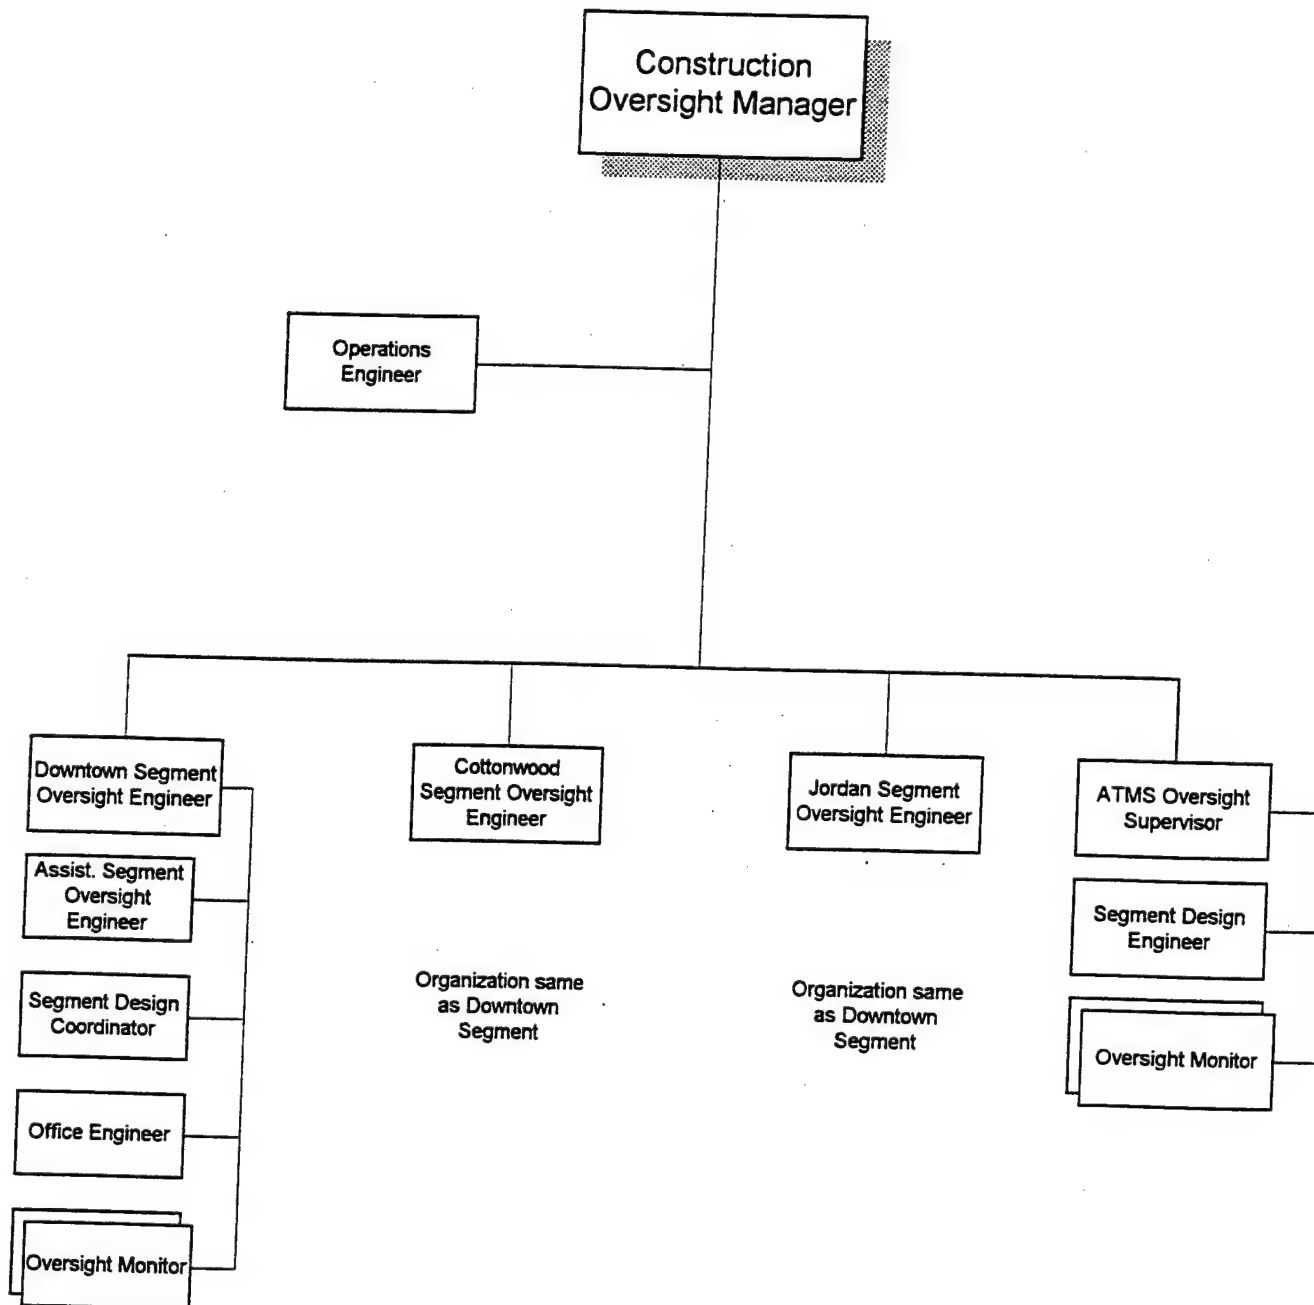 Construction
Oversight Manager
Operations
Engineer
Downtown Segment
Oversight Engineer
Cottonwood
Segment Oversight
Engineer
Jordan Segment
Oversight Engineer
ATMS Oversight
Supervisor
Assist. Segment
Oversight
Engineer
Segment Design
Engineer
Segment Design
Coordinator
Organization same
as Downtown
Segment
Organization same
as Downtown
Segment
Oversight Monitor
Office Engineer
Oversight Monitor